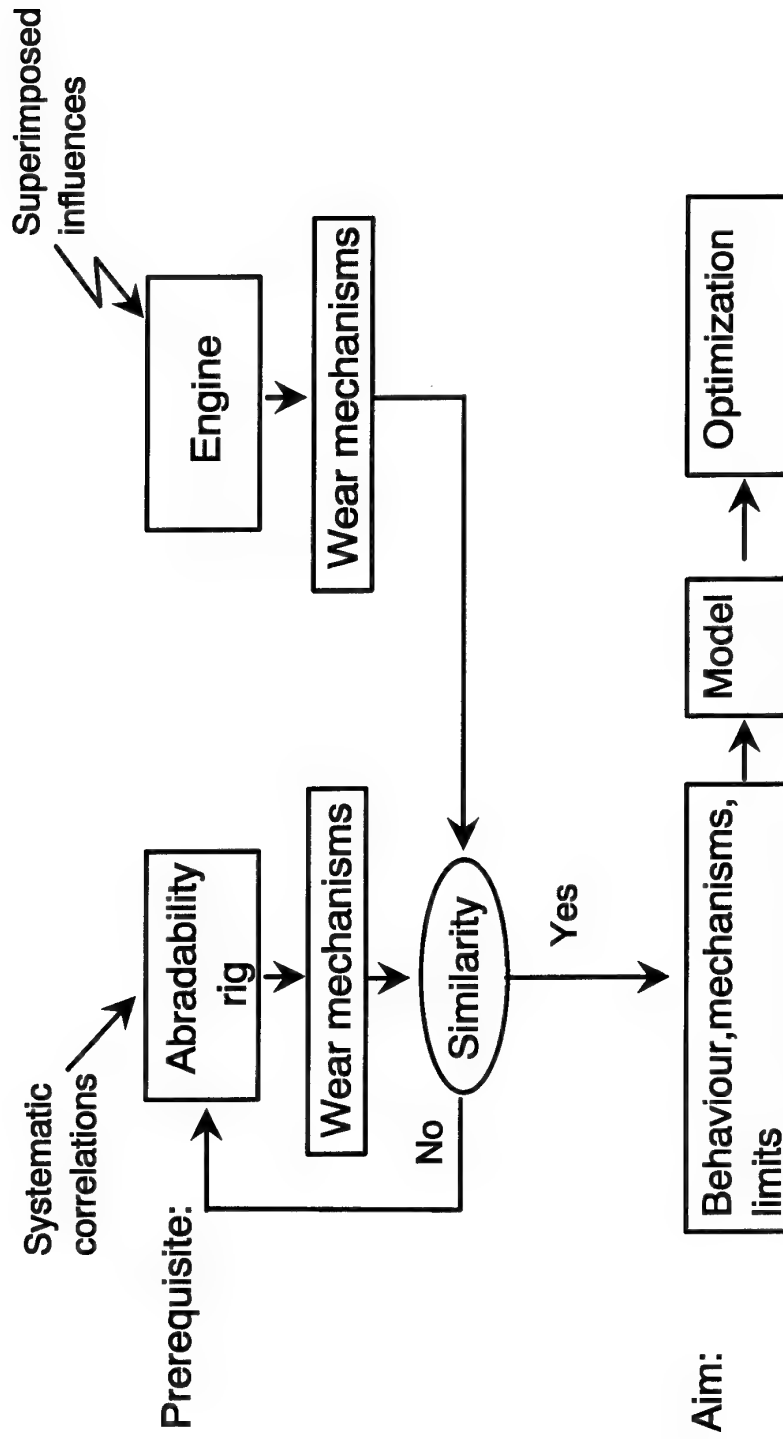 Systematic
correlations
Superimposed
influences
Prerequisite:
Abradability
rig
Engine
Wear mechanisms
Wear mechanisms
No
Similarity
Yes
Aim:
Behaviour,mechanisms,
limits
Model
Optimization